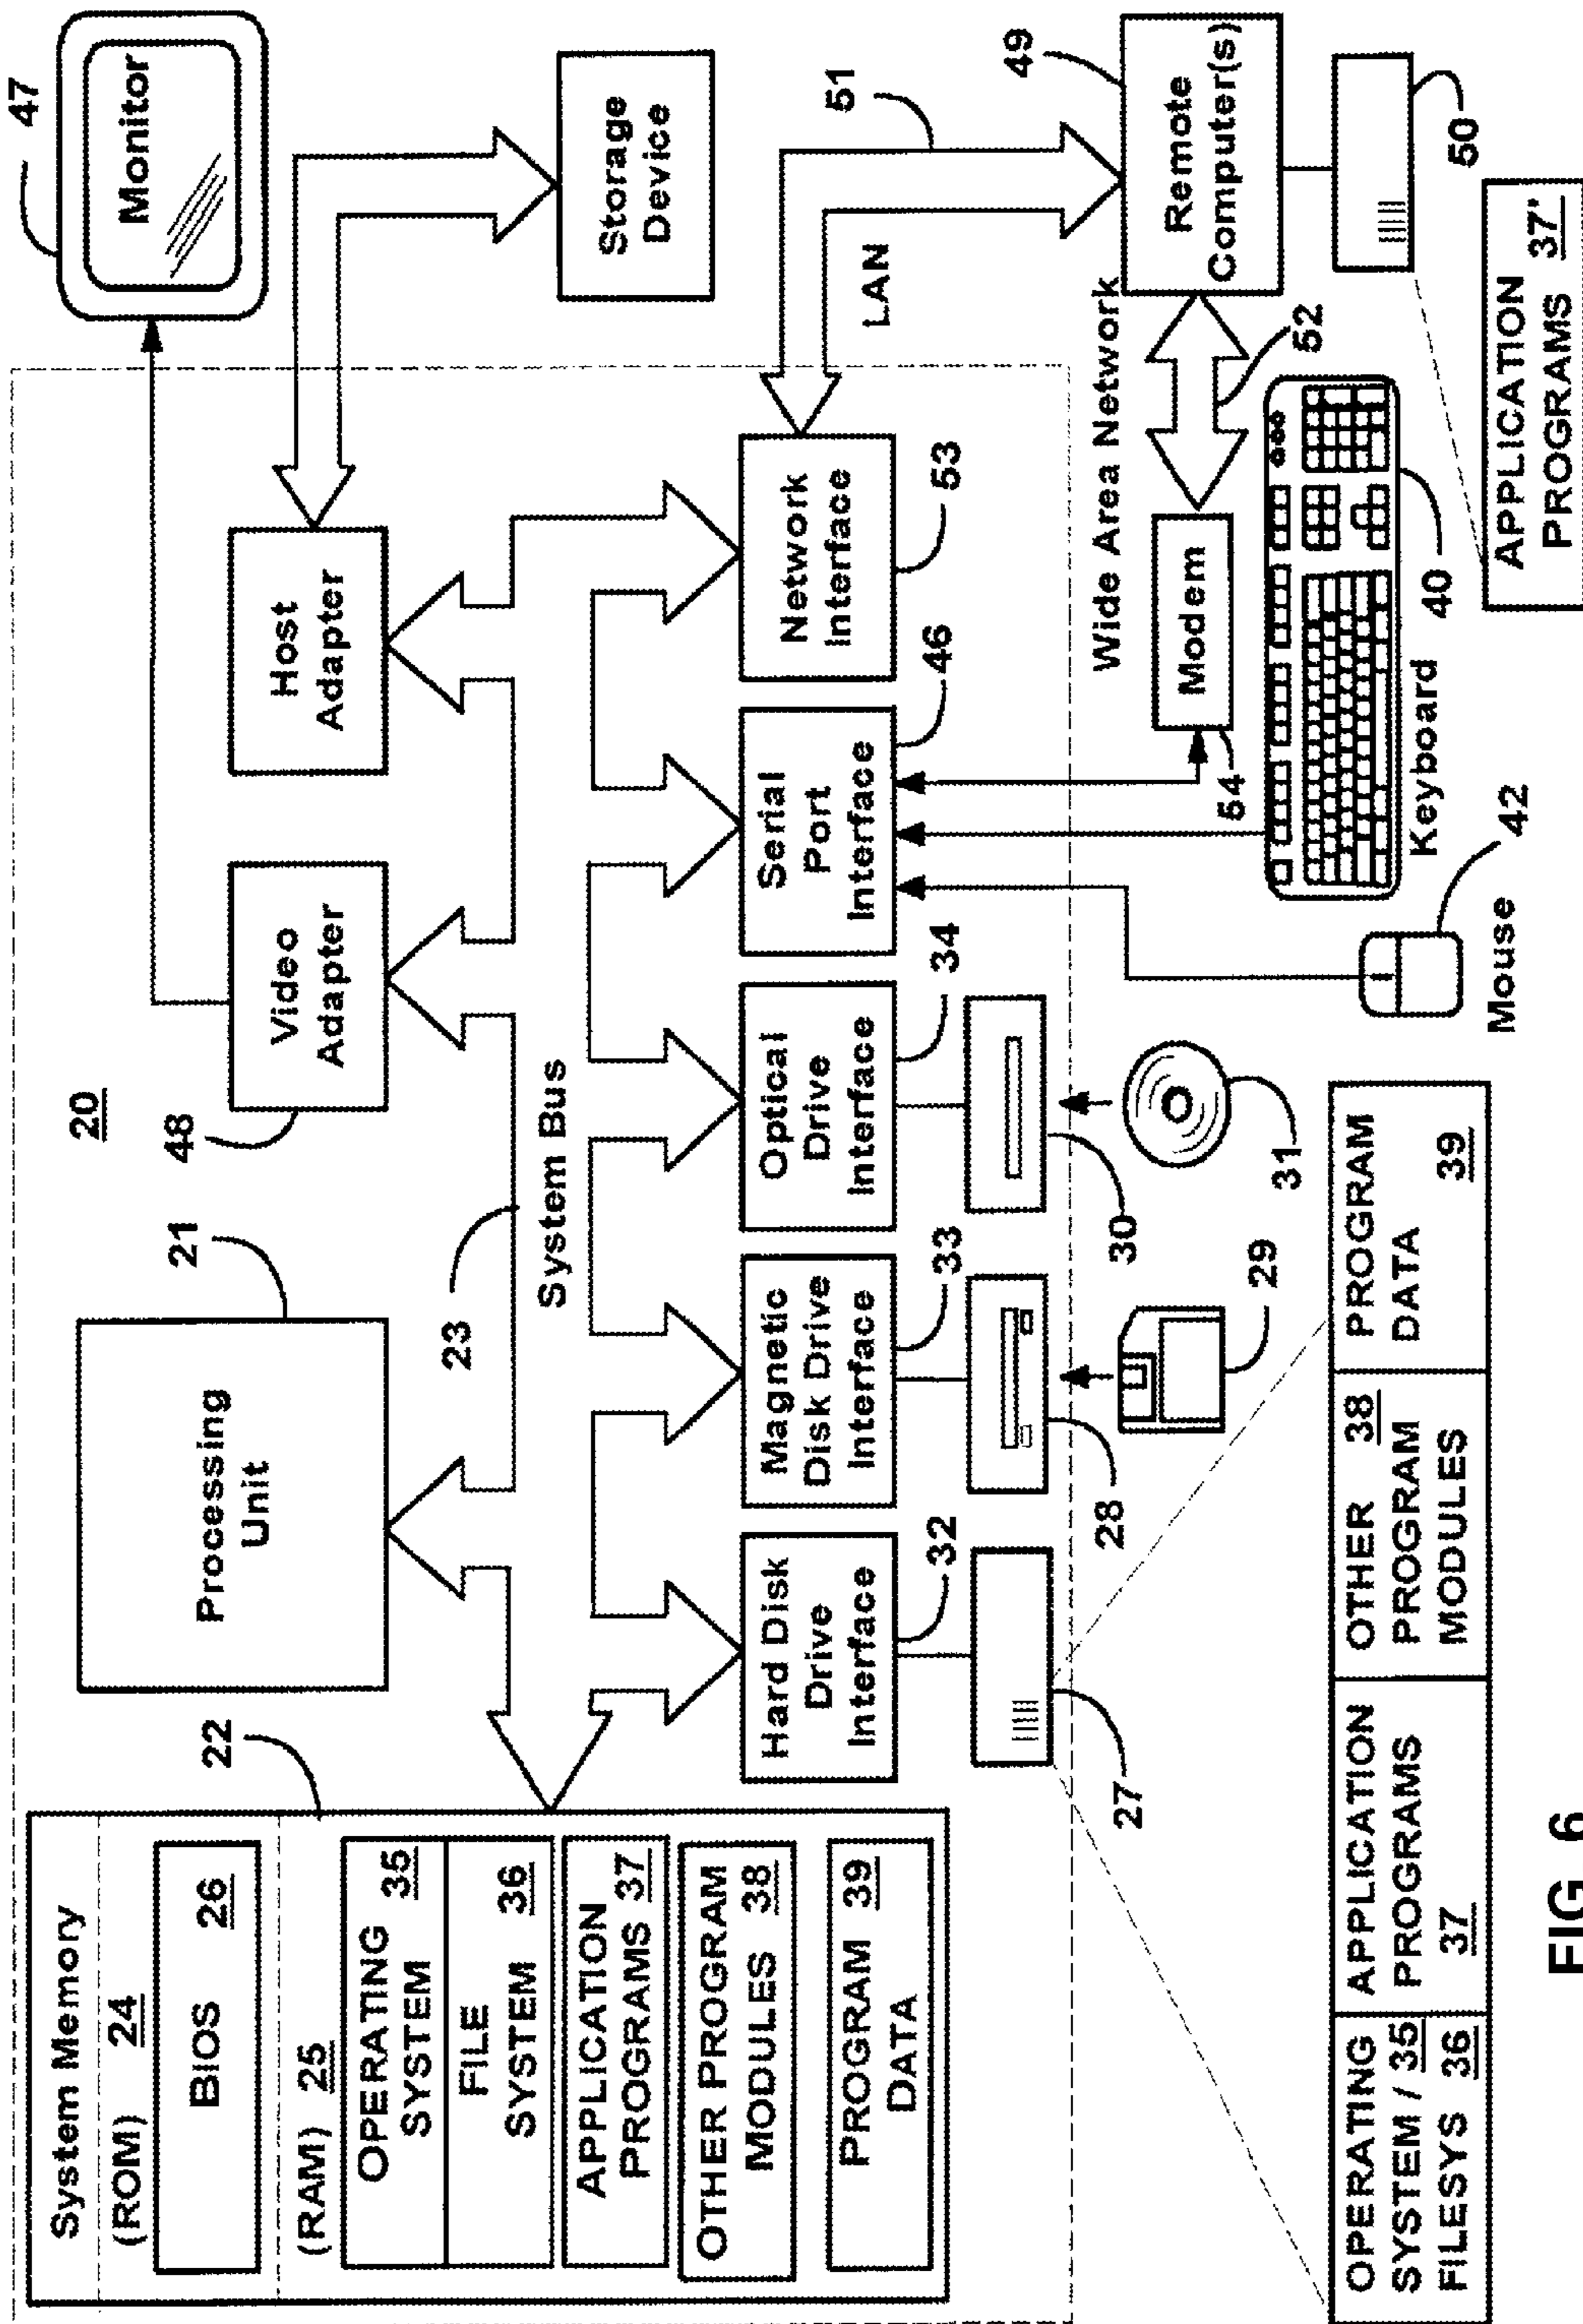 System Memory
(ROM) 24
BIOS 26
(RAM) 25
OPERATING
SYSTEM 35
FILE
SYSTEM 36
APPLICATION
PROGRAMS 37
OTHER PROGRAM
MODULES 38
PROGRAM 39
DATA
22
Processing
Unit
21
20
48
Video
Adapter
Host
Adapter
47
Monitor
Storage
Device
23
System Bus
Hard Disk
Drive
Interface
32
Magnetic
Disk Drive
Interface
33
Optical
Drive
Interface
34
Serial
Port
Interface
46
Network
Interface
53
LAN
51
27
28
29
30
31
Wide Area Network
Modem
54
52
Remote
Computer(s)
49
50
Mouse
42
Keyboard
40
OPERATING
SYSTEM / 35
FILESYS 36
APPLICATION
PROGRAMS
37
OTHER 38
PROGRAM
MODULES
PROGRAM
DATA
39
APPLICATION
PROGRAMS 37'
FIG. 6